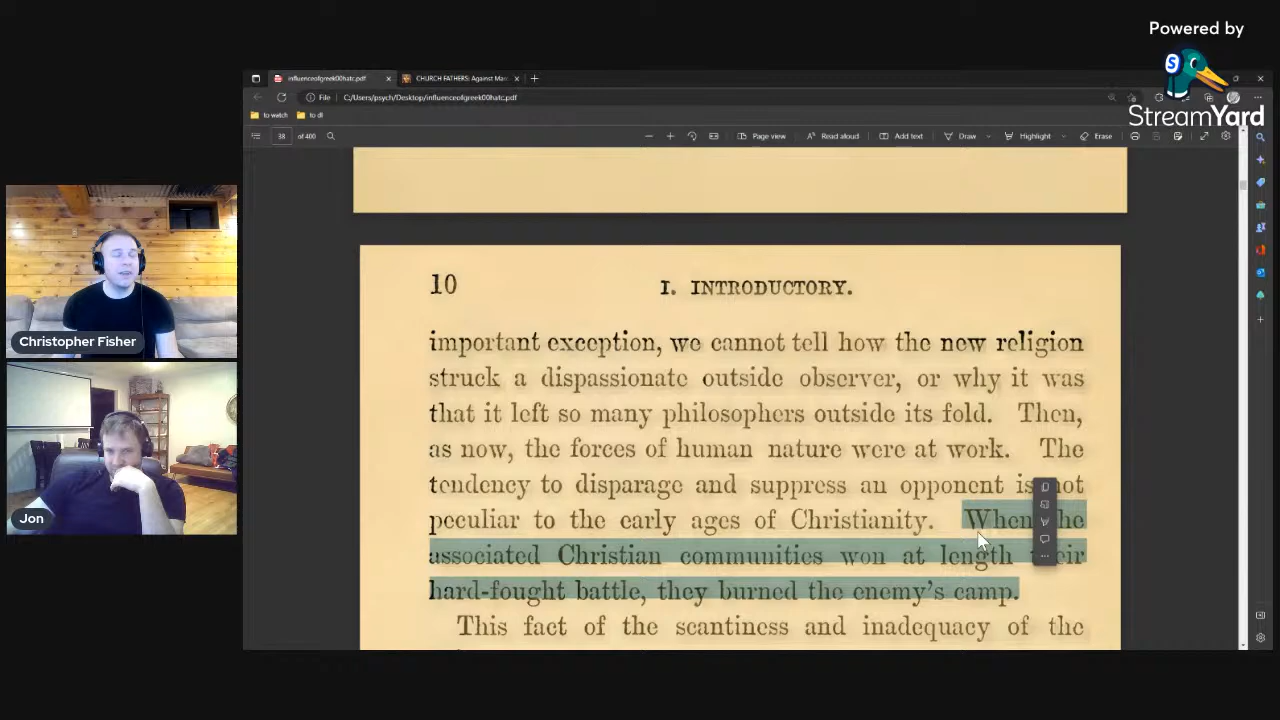 Powered by
StreamYard
influenceofgreek00hatc.pdf
CHURCH FATHERS: Against Marc
File
C:/Users/psych/Desktop/influenceofgreek00hatc.pdf
to watch
to dl
38 of 400
Page view
Read aloud
Add text
Draw
Highlight
Erase
10 I. INTRODUCTORY.
important exception, we cannot tell how the new religion
struck a dispassionate outside observer, or why it was
that it left so many philosophers outside its fold. Then,
as now, the forces of human nature were at work. The
tendency to disparage and suppress an opponent is not
peculiar to the early ages of Christianity. When the
associated Christian communities won at length their
hard-fought battle, they burned the enemy's camp.
This fact of the scantiness and inadequacy of the
Christopher Fisher
Jon